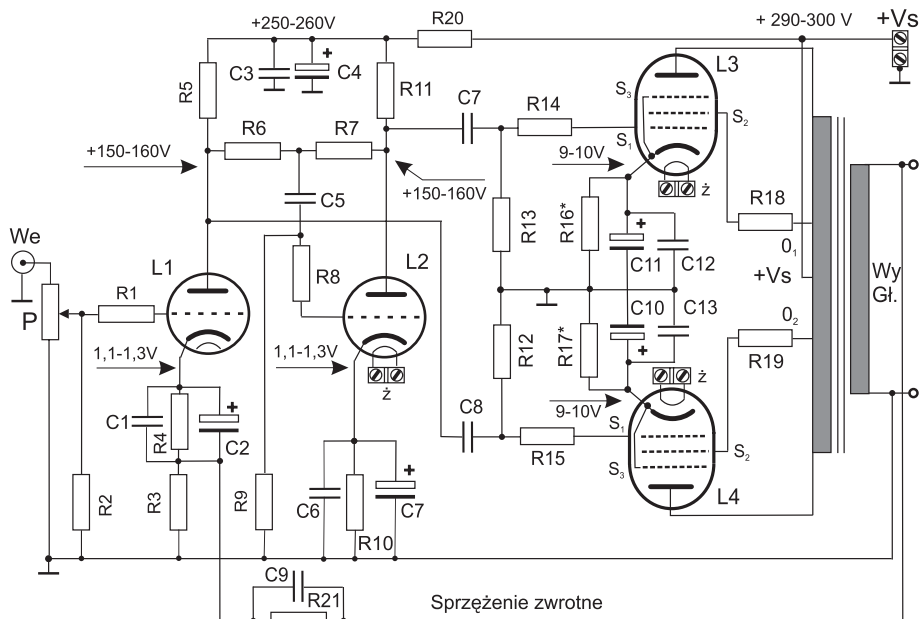 +250-260V
R20
+ 290-300 V
+Vs
C3
+
C4
R5
R11
L3
S3
S2
S1
C7
R14
R6
R7
+150-160V
9-10V
+150-160V
ż
C5
R13
R16*
+
C11
C12
R18
01
+Vs
02
R19
We
L1
R8
L2
P
R1
Wy
Gł.
C10
C13
R12
R17*
+
1,1-1,3V
1,1-1,3V
ż
ż
9-10V
C8
S1
S3
S2
R15
L4
C1
R4
+
C2
R2
R3
R9
C6
R10
+
C7
C9
R21
Sprzężenie zwrotne